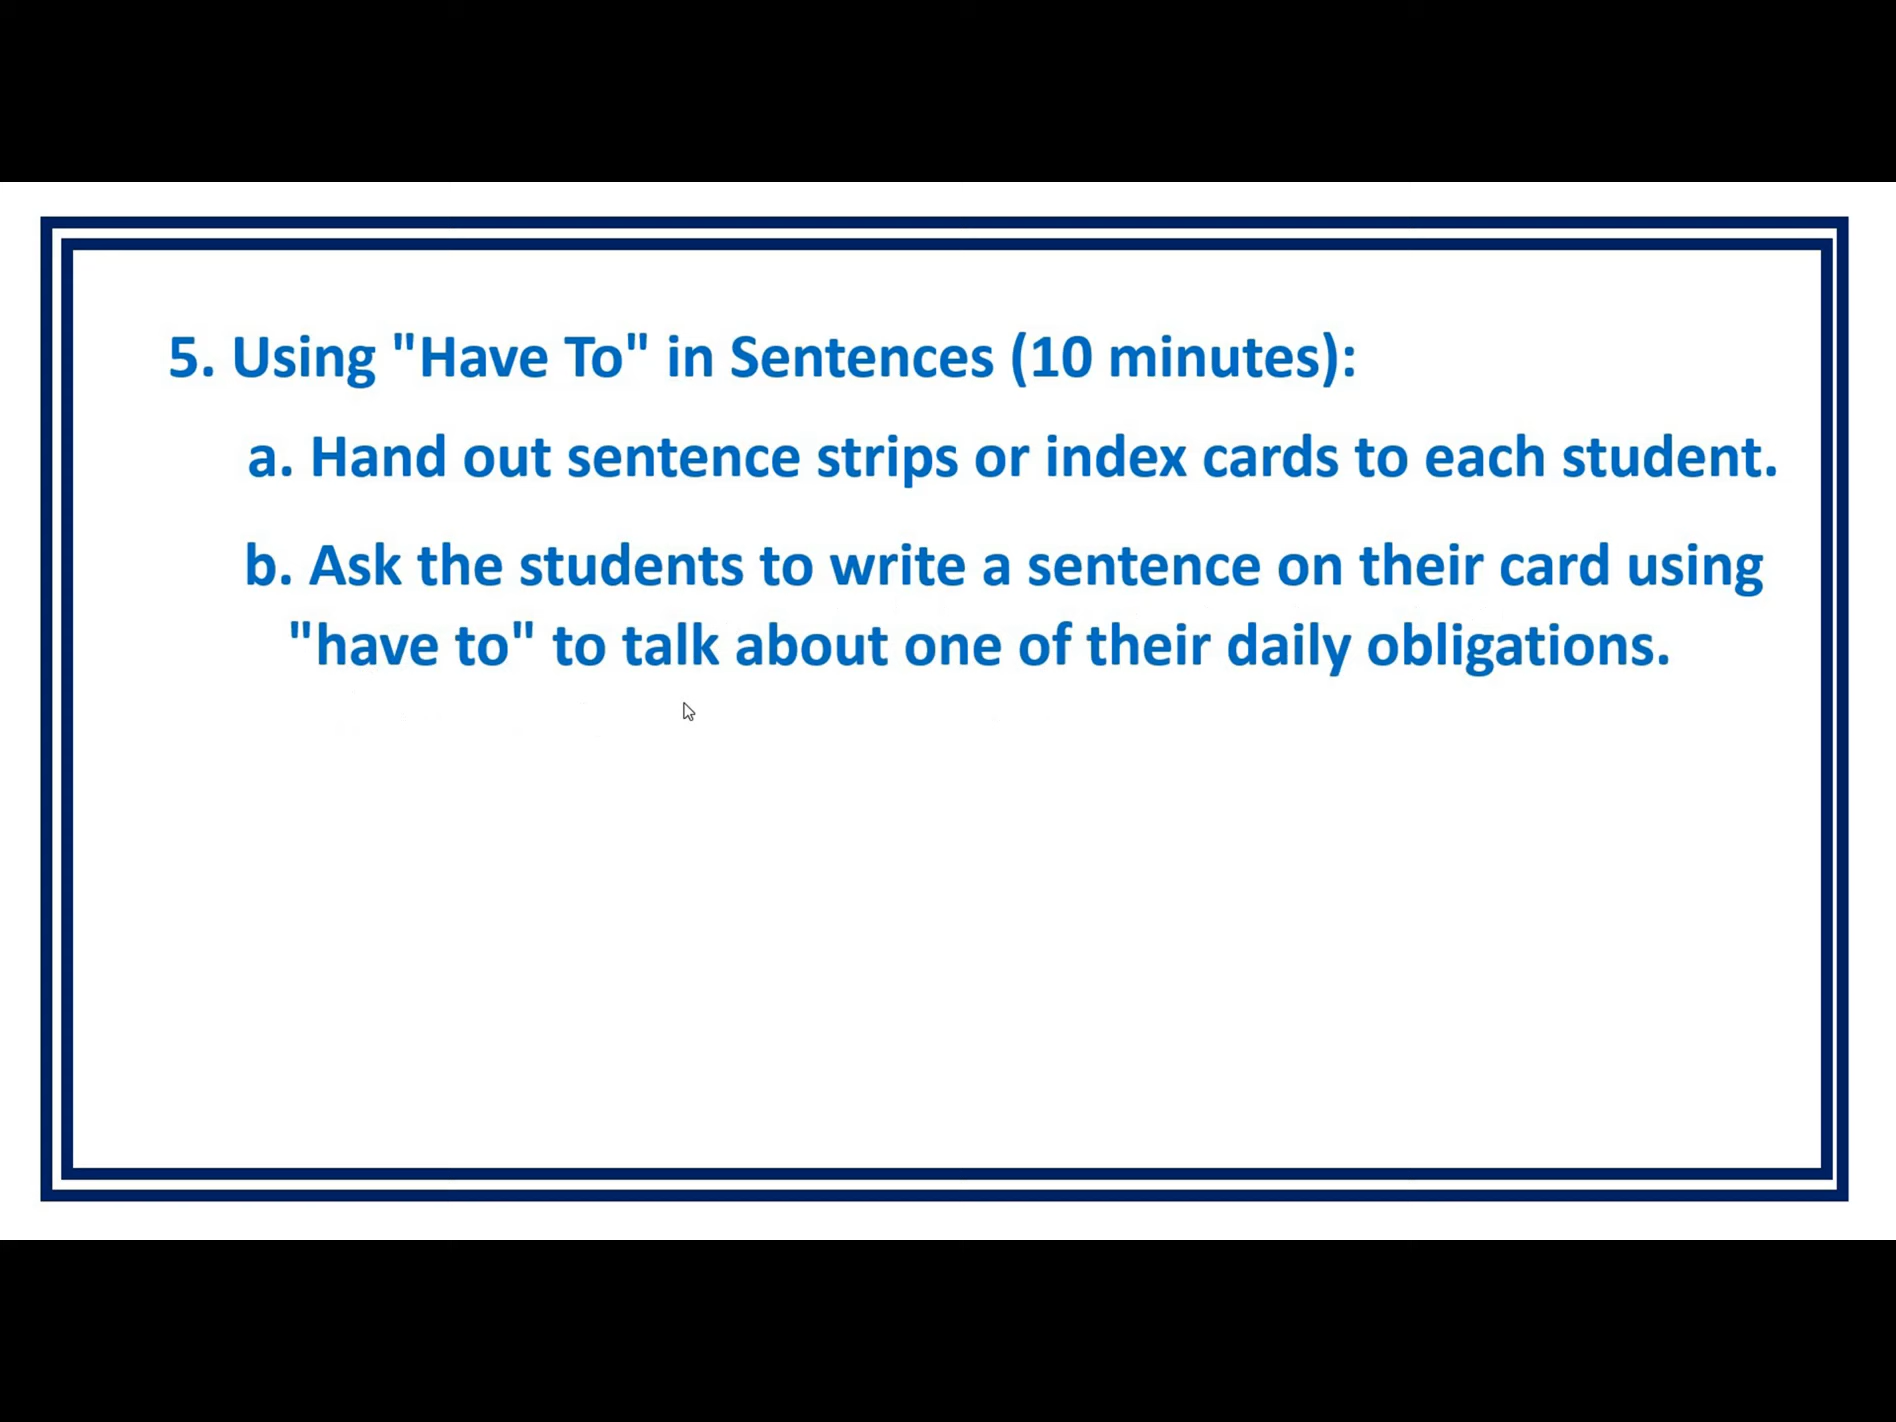 5. Using "Have To" in Sentences (10 minutes):
a. Hand out sentence strips or index cards to each student.
b. Ask the students to write a sentence on their card using
"have to" to talk about one of their daily obligations.